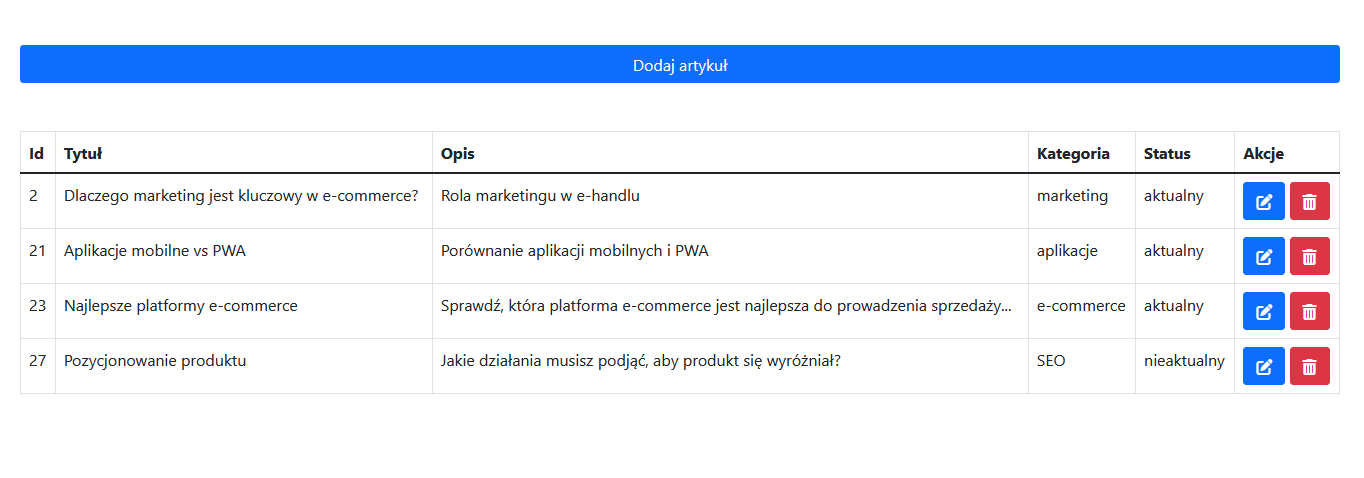 Dodaj artykuł
Id Tytuł Opis Kategoria Status Akcje
2 Dlaczego marketing jest kluczowy w e-commerce? Rola marketingu w e-handlu marketing aktualny
21 Aplikacje mobilne vs PWA Porównanie aplikacji mobilnych i PWA aplikacje aktualny
23 Najlepsze platformy e-commerce Sprawdź, która platforma e-commerce jest najlepsza do prowadzenia sprzedaży... e-commerce aktualny
27 Pozycjonowanie produktu Jakie działania musisz podjąć, aby produkt się wyróżniał? SEO nieaktualny